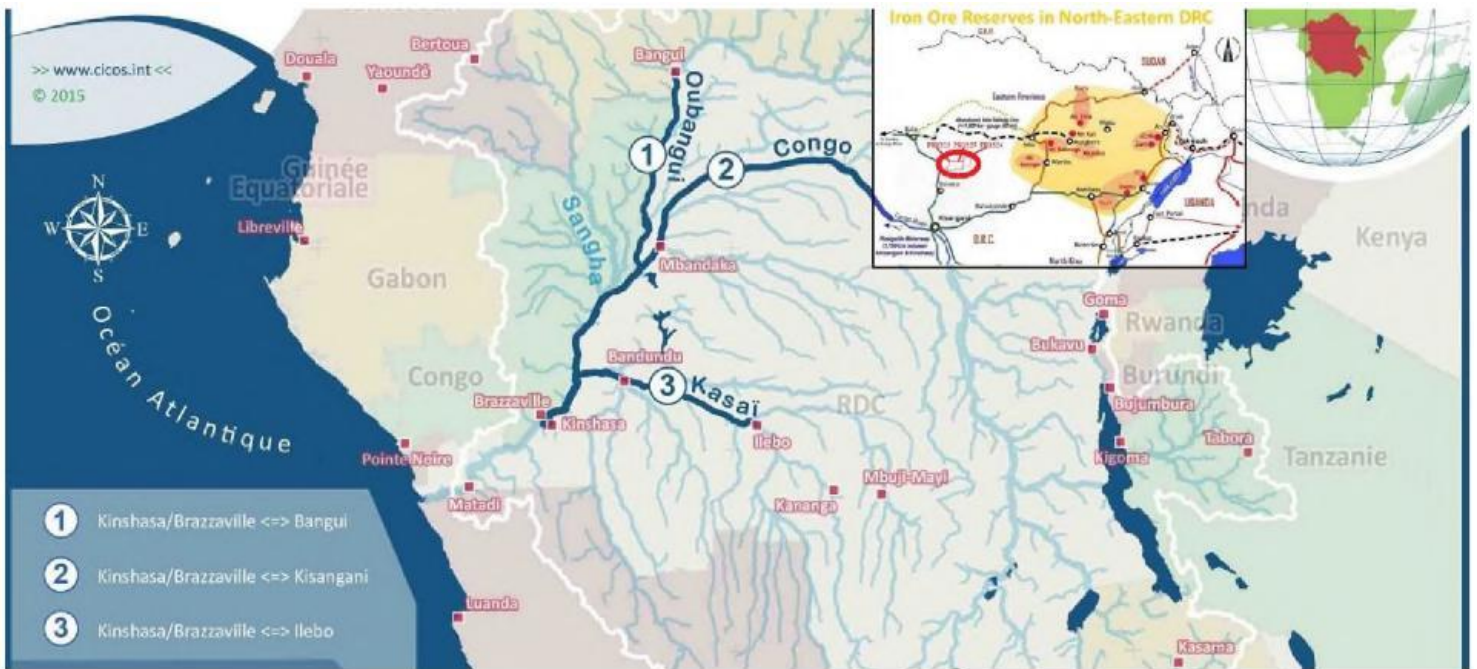 >> www.cicos.int <<
© 2015
Douala
Bertoua
Yaoundé
Bangui
Oubangui
1
2
Congo
Sangha
Guinée
Equatoriale
Libreville
Gabon
Mbandaka
N
W
E
S
Océan Atlantique
Congo
Bandundu
3
Kasaï
RDC
Brazzaville
Kinshasa
Ilebo
Pointe Noire
Matadi
Kananga
Mbuji-Mayi
Luanda
Kenya
Goma
Rwanda
Bukavu
Burundi
Bujumbura
Tabora
Kigoma
Tanzanie
Kasama
Iron Ore Reserves in North-Eastern DRC
SUDAN
Eastern Province
UGANDA
D.R.C.
1 Kinshasa/Brazzaville <=> Bangui
2 Kinshasa/Brazzaville <=> Kisangani
3 Kinshasa/Brazzaville <=> Ilebo